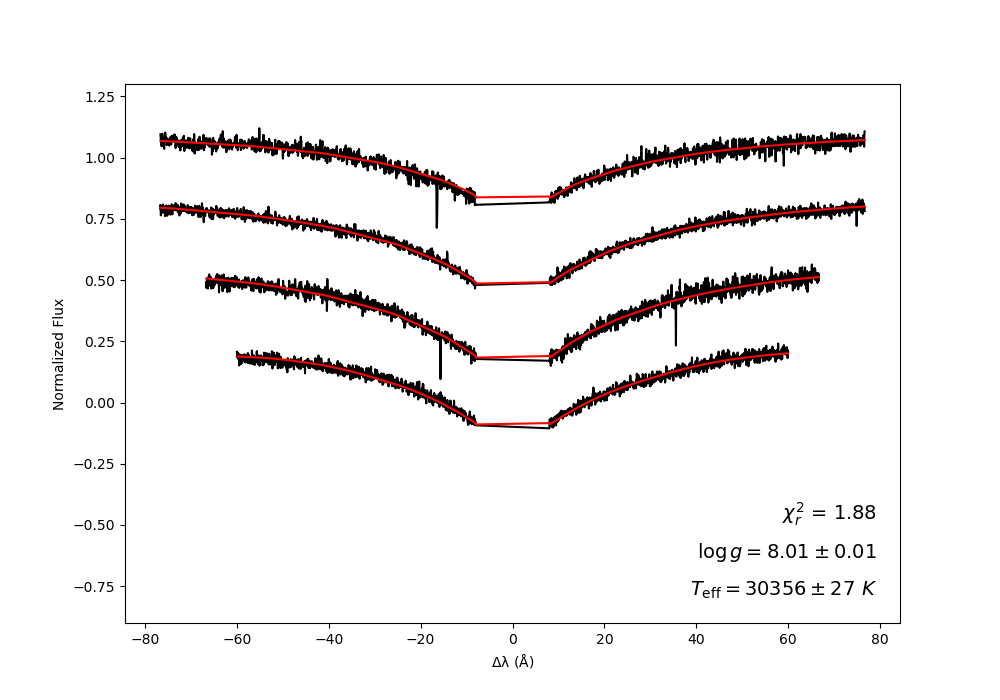 1.25
1.00
0.75
0.50
0.25
0.00
−0.25
−0.50
−0.75
Normalized Flux
χ²ᵣ = 1.88
log g = 8.01 ± 0.01
T_eff = 30356 ± 27 K
−80 −60 −40 −20 0 20 40 60 80
Δλ (Å)